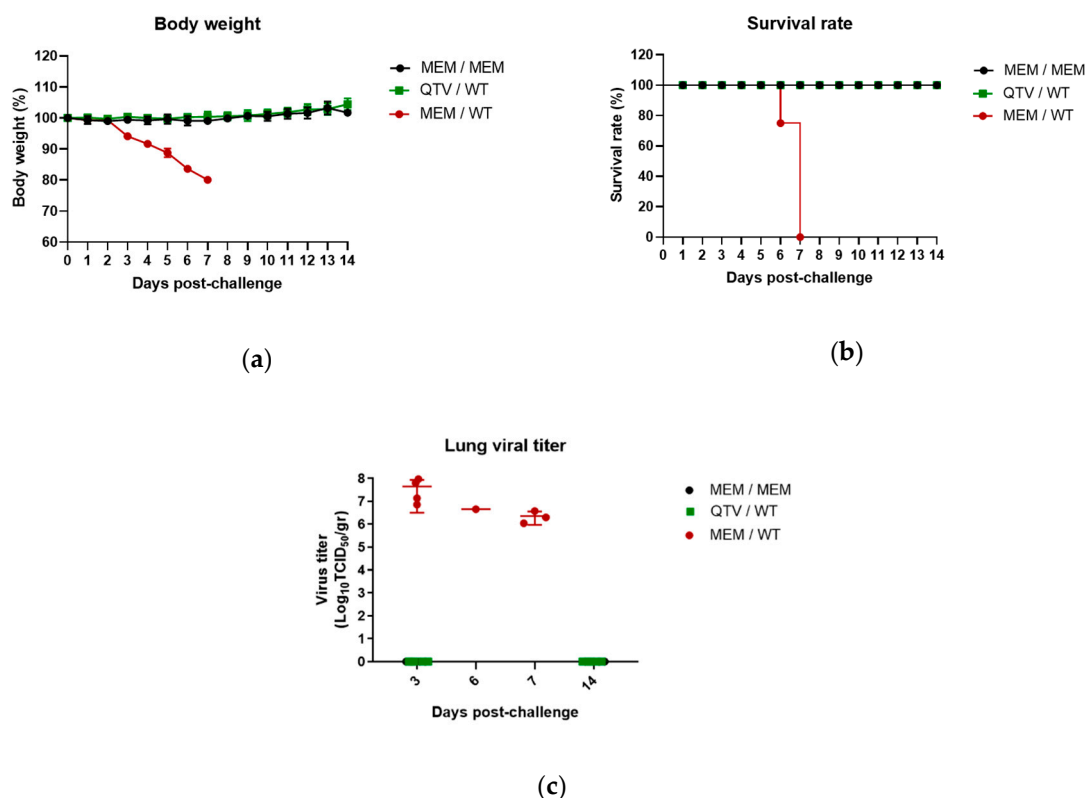 Body weight
Body weight (%)
120
110
100
90
80
70
60
0 1 2 3 4 5 6 7 8 9 10 11 12 13 14
Days post-challenge
MEM / MEM
QTV / WT
MEM / WT
(a)
Survival rate
Survival rate (%)
120
100
80
60
40
20
0
0 1 2 3 4 5 6 7 8 9 10 11 12 13 14
Days post-challenge
MEM / MEM
QTV / WT
MEM / WT
(b)
Lung viral titer
Virus titer
(Log₁₀TCID₅₀/gr)
8
7
6
5
4
3
2
1
0
3 6 7 14
Days post-challenge
MEM / MEM
QTV / WT
MEM / WT
(c)